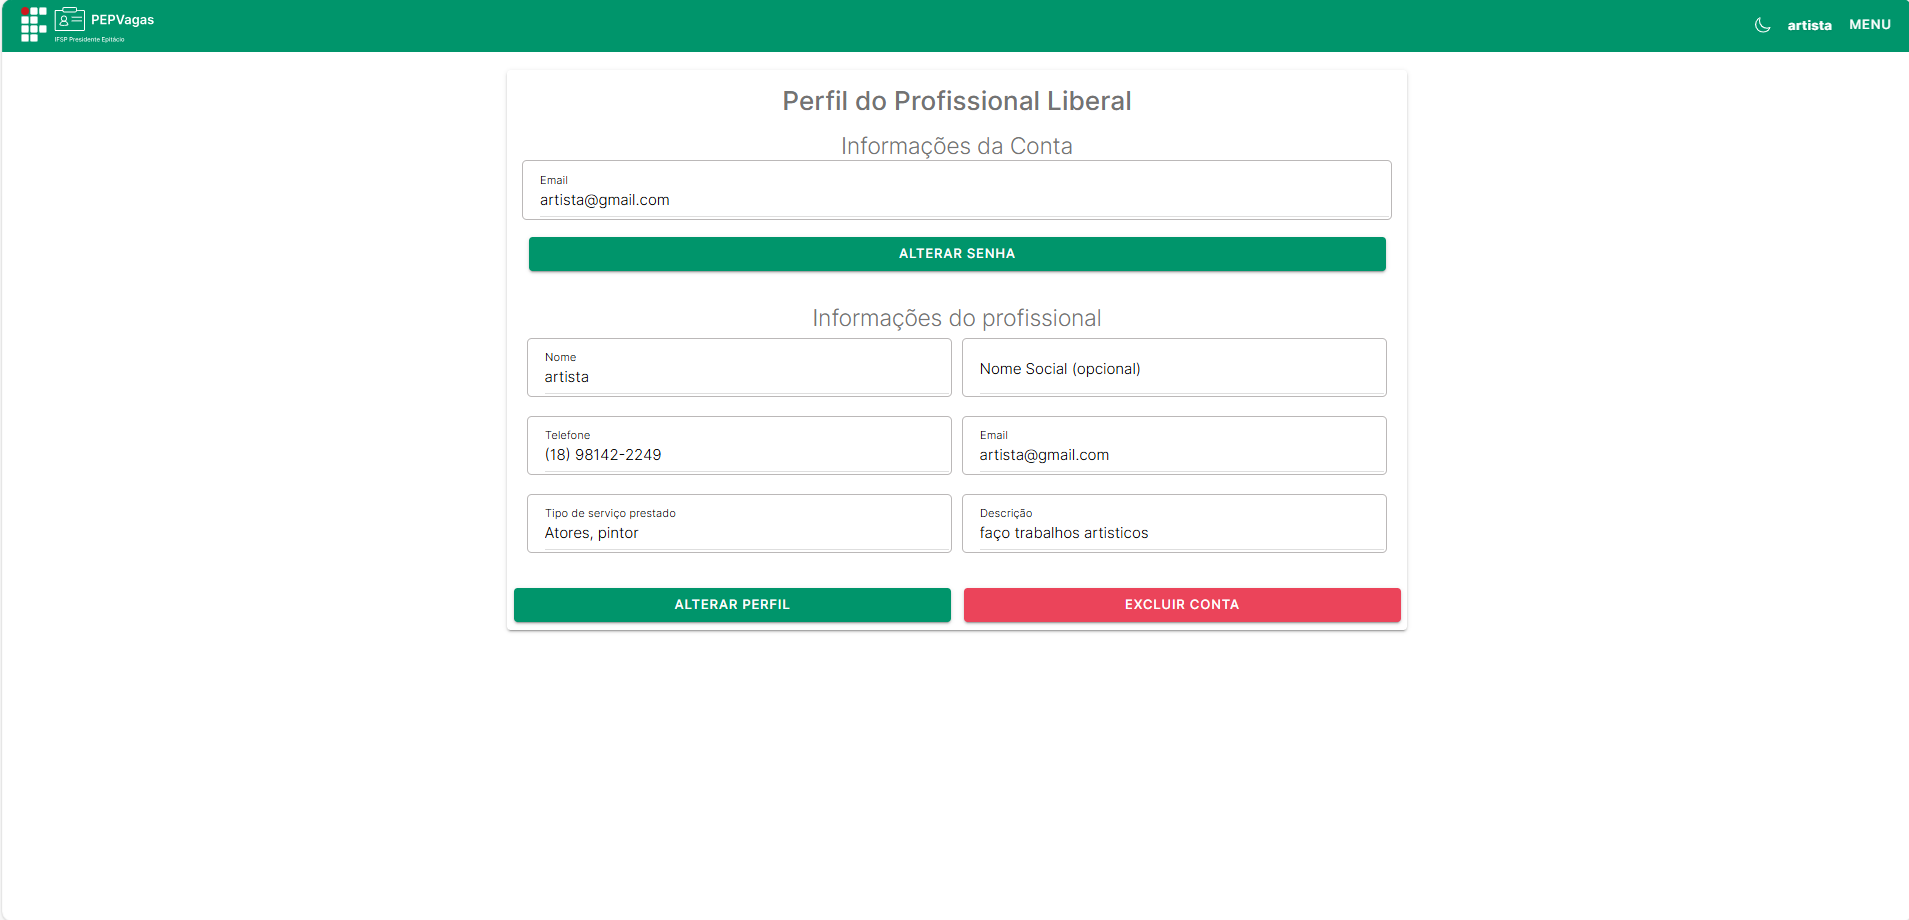 PEPVagas
IFSP Presidente Epitácio
artista MENU
Perfil do Profissional Liberal
Informações da Conta
Email
artista@gmail.com
ALTERAR SENHA
Informações do profissional
Nome
artista
Nome Social (opcional)
Telefone
(18) 98142-2249
Email
artista@gmail.com
Tipo de serviço prestado
Atores, pintor
Descrição
faço trabalhos artisticos
ALTERAR PERFIL
EXCLUIR CONTA